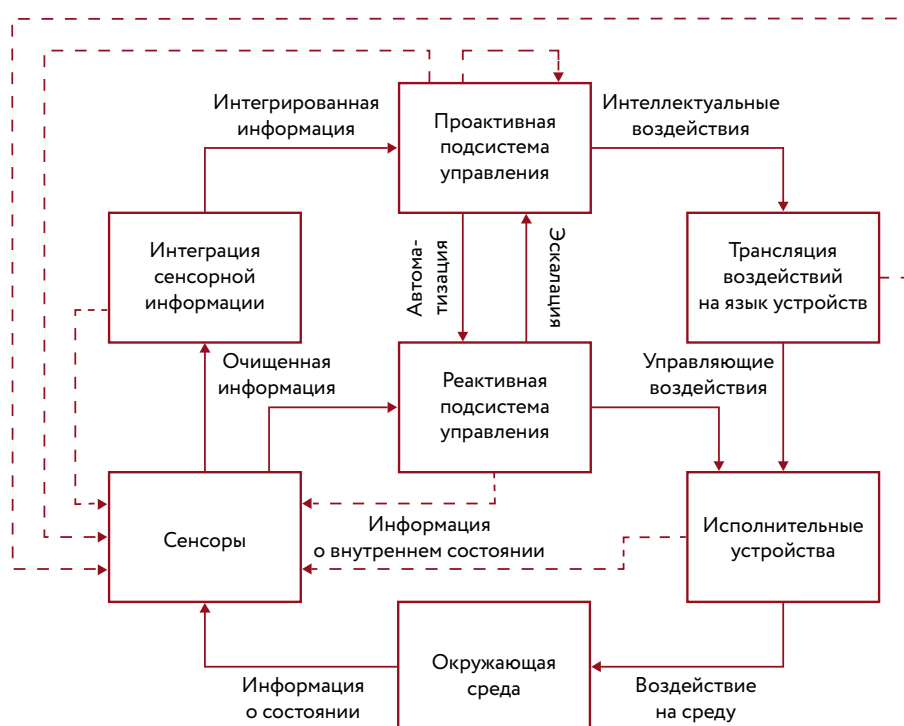 Интегрированная
информация
Проактивная
подсистема
управления
Интеллектуальные
воздействия
Интеграция
сенсорной
информации
Автома-
тизация
Эскалация
Трансляция
воздействий
на язык устройств
Очищенная
информация
Реактивная
подсистема
управления
Управляющие
воздействия
Сенсоры
Информация
о внутреннем состоянии
Исполнительные
устройства
Информация
о состоянии
Окружающая
среда
Воздействие
на среду